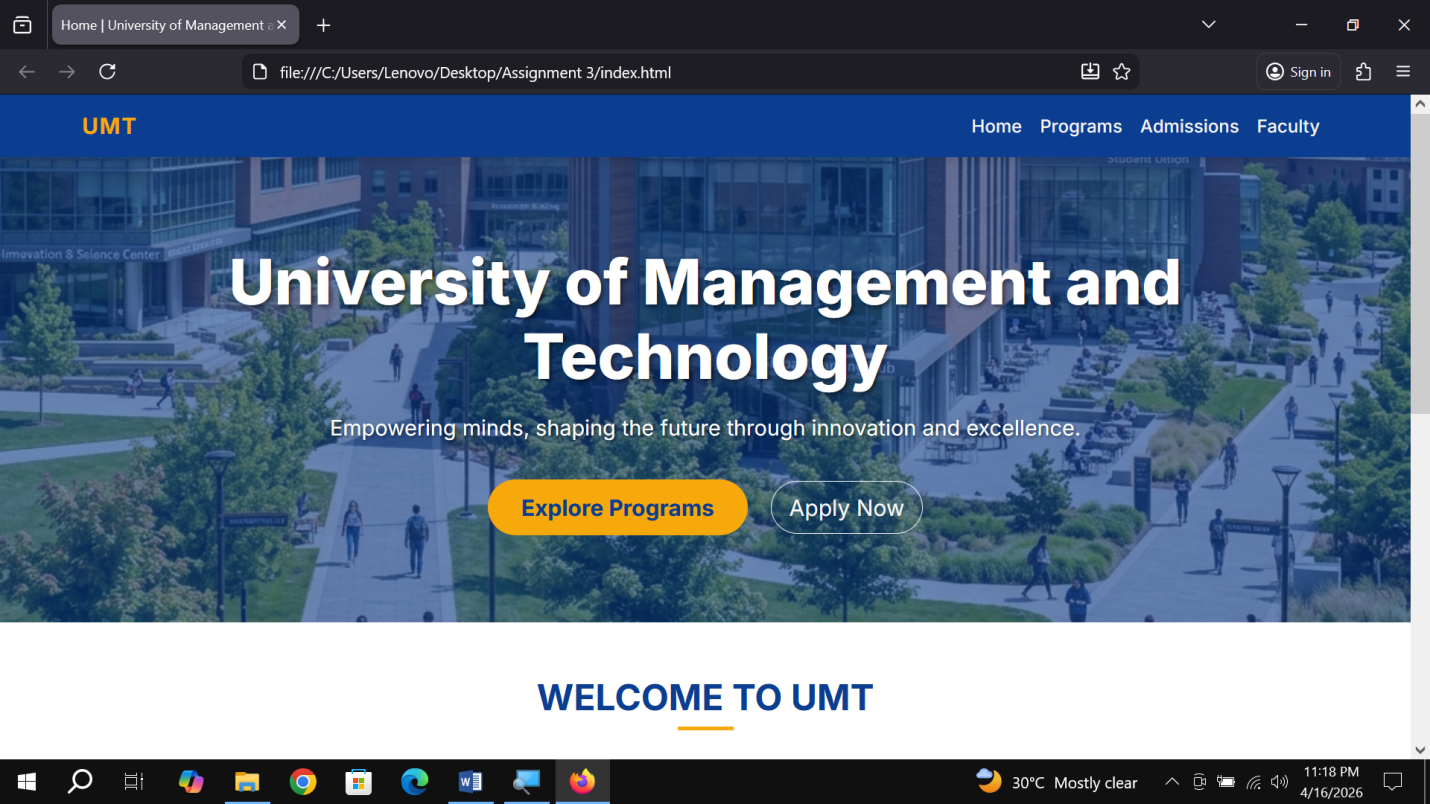 Home | University of Management a
file:///C:/Users/Lenovo/Desktop/Assignment 3/index.html
Sign in
UMT
Home
Programs
Admissions
Faculty
Student Union
Innovation & Science Center
University of Management and
Technology
Empowering minds, shaping the future through innovation and excellence.
Explore Programs
Apply Now
WELCOME TO UMT
30°C Mostly clear
11:18 PM
4/16/2026